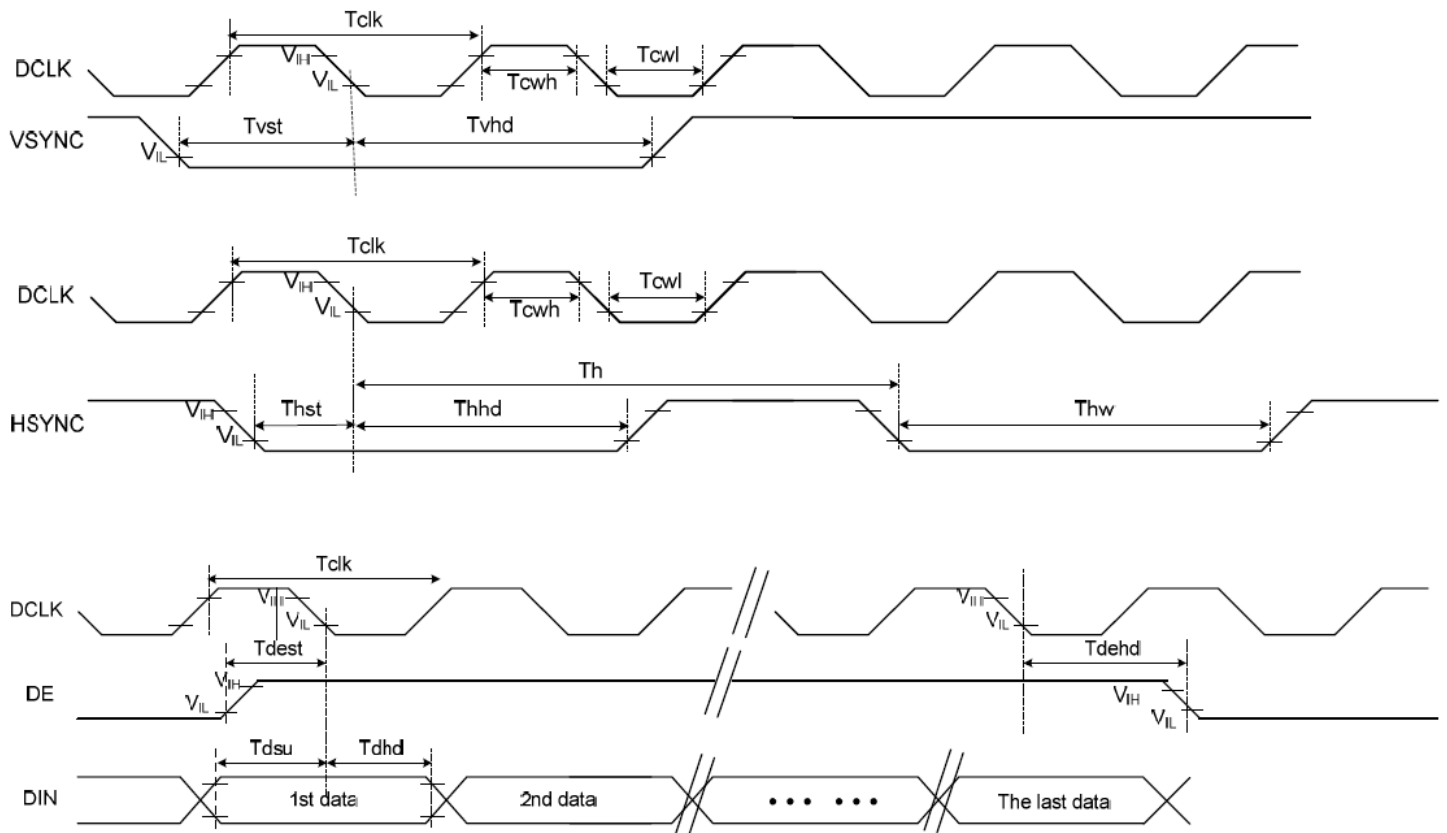 Tclk
DCLK VIH VIL Tcwh Tcwl
VSYNC VIL Tvst Tvhd
Tclk
DCLK VIH VIL Tcwh Tcwl
Th
HSYNC VIH VIL Thst Thhd Thw
Tclk
DCLK VIH VIL VIH VIL
Tdest Tdehd
DE VIH VIL VIH VIL
Tdsu Tdhd
DIN 1st data 2nd data ••• ••• The last data